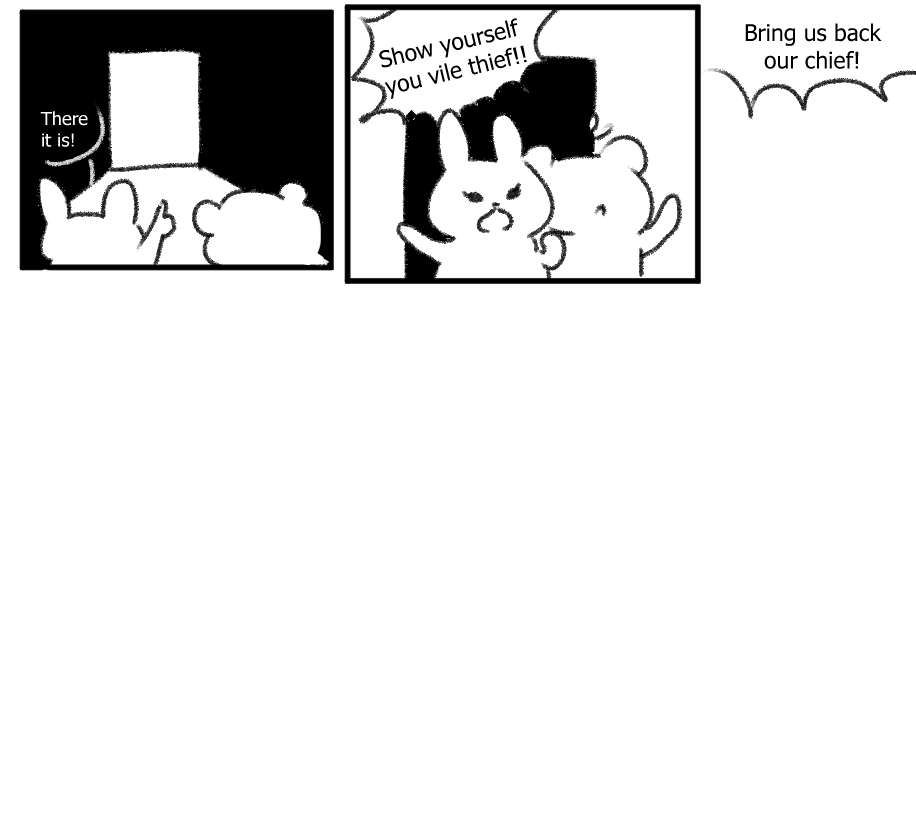 There
it is!
Show yourself
you vile thief!!
Bring us back
our chief!